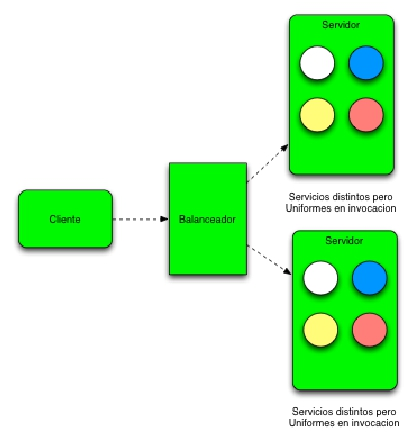 Servidor
Servicios distintos pero
Uniformes en invocacion
Cliente
Balanceador
Servidor
Servicios distintos pero
Uniformes en invocacion